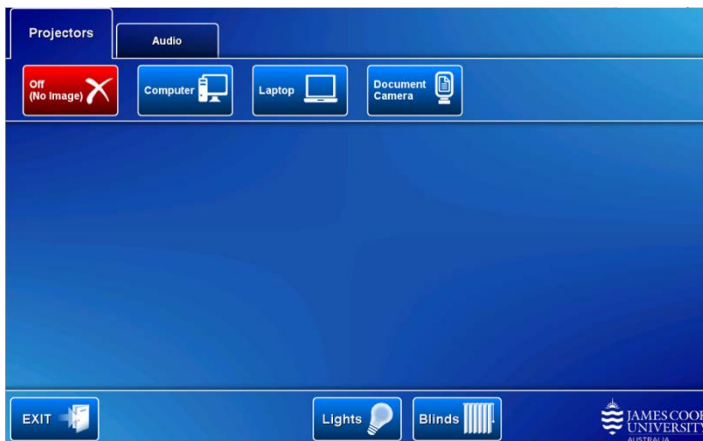 Projectors
Audio
Off
(No Image)
Computer
Laptop
Document
Camera
EXIT
Lights
Blinds
JAMES COOK
UNIVERSITY
AUSTRALIA